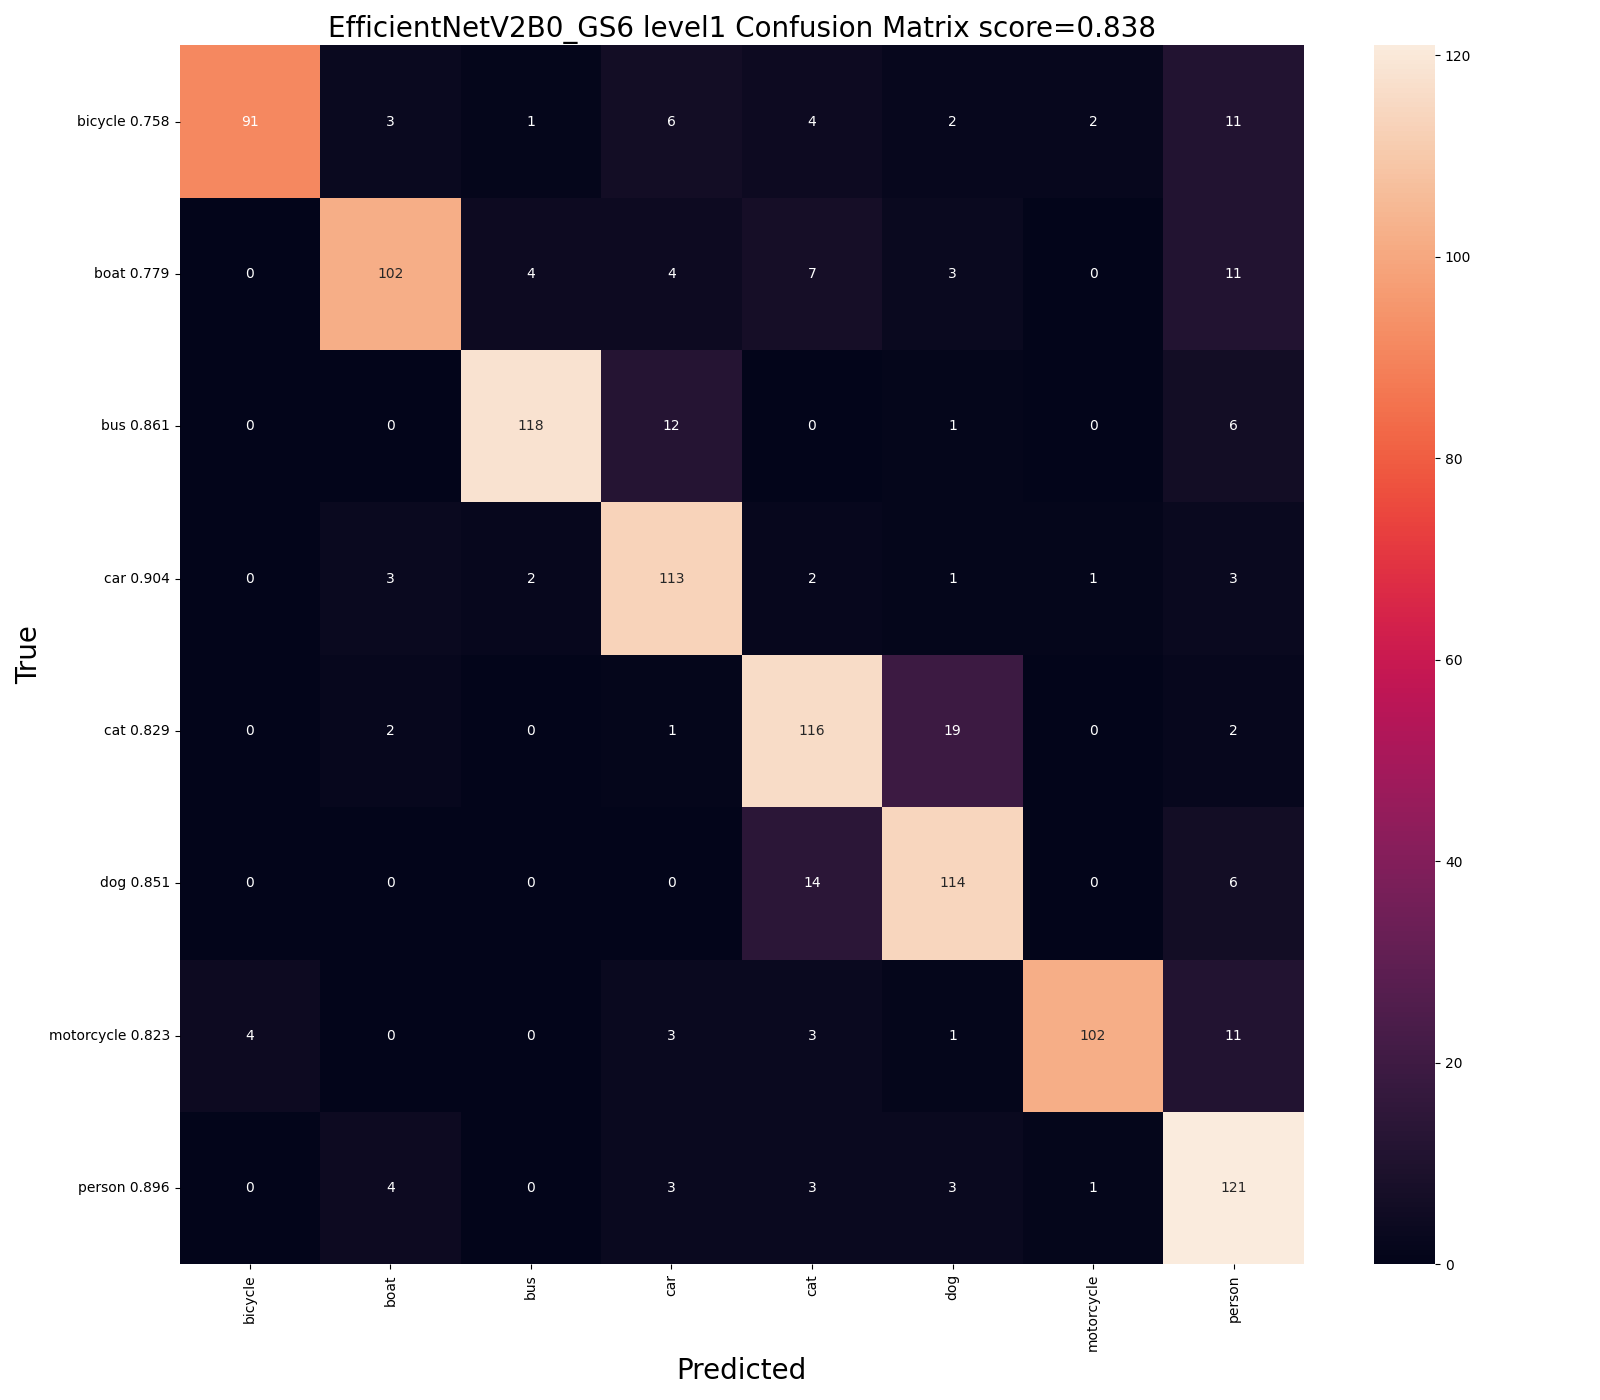 EfficientNetV2B0_GS6 level1 Confusion Matrix score=0.838
True
bicycle 0.758 91 3 1 6 4 2 2 11
boat 0.779 0 102 4 4 7 3 0 11
bus 0.861 0 0 118 12 0 1 0 6
car 0.904 0 3 2 113 2 1 1 3
cat 0.829 0 2 0 1 116 19 0 2
dog 0.851 0 0 0 0 14 114 0 6
motorcycle 0.823 4 0 0 3 3 1 102 11
person 0.896 0 4 0 3 3 3 1 121
bicycle boat bus car cat dog motorcycle person
Predicted
120
100
80
60
40
20
0